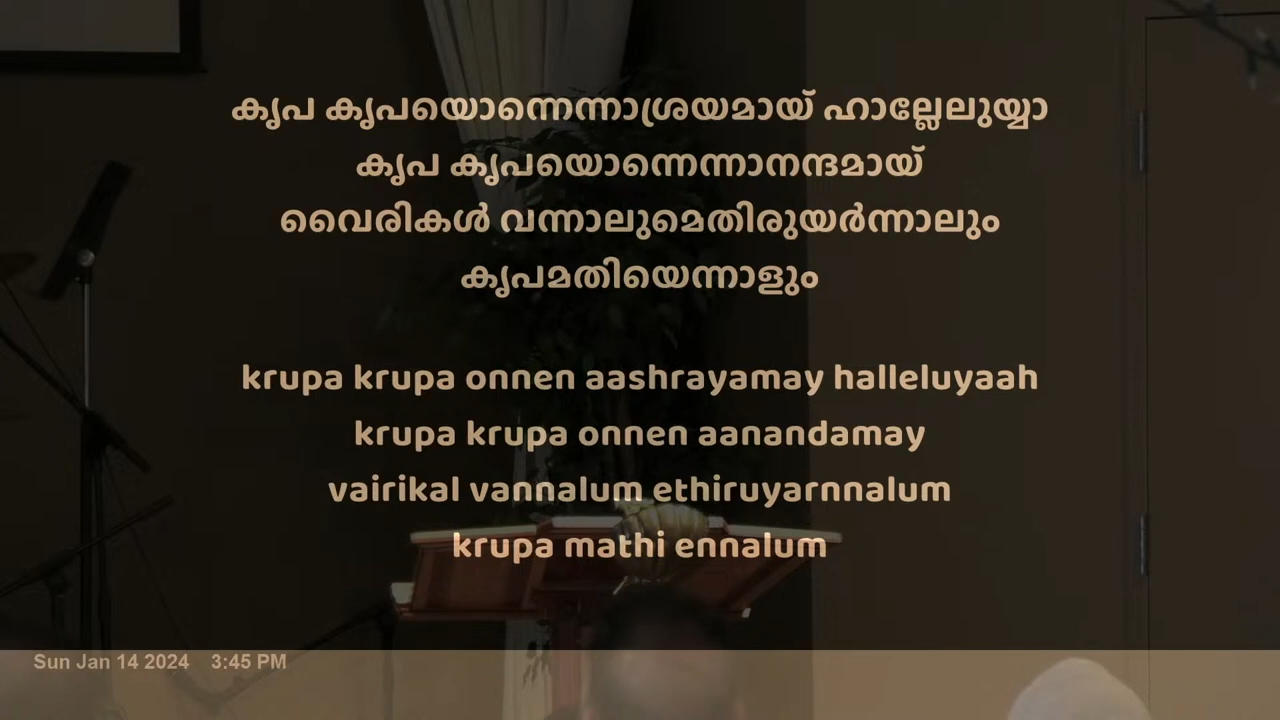 കൃപ കൃപയൊന്നെന്നാശ്രയമായ് ഹാല്ലേലുയ്യാ
കൃപ കൃപയൊന്നെന്നാനന്ദമായ്
വൈരികൾ വന്നാലുമെതിരുയർന്നാലും
കൃപമതിയെന്നാളും
krupa krupa onnen aashrayamay halleluyaah
krupa krupa onnen aanandamay
vairikal vannalum ethiruyarnnalum
krupa mathi ennalum
Sun Jan 14 2024 3:45 PM